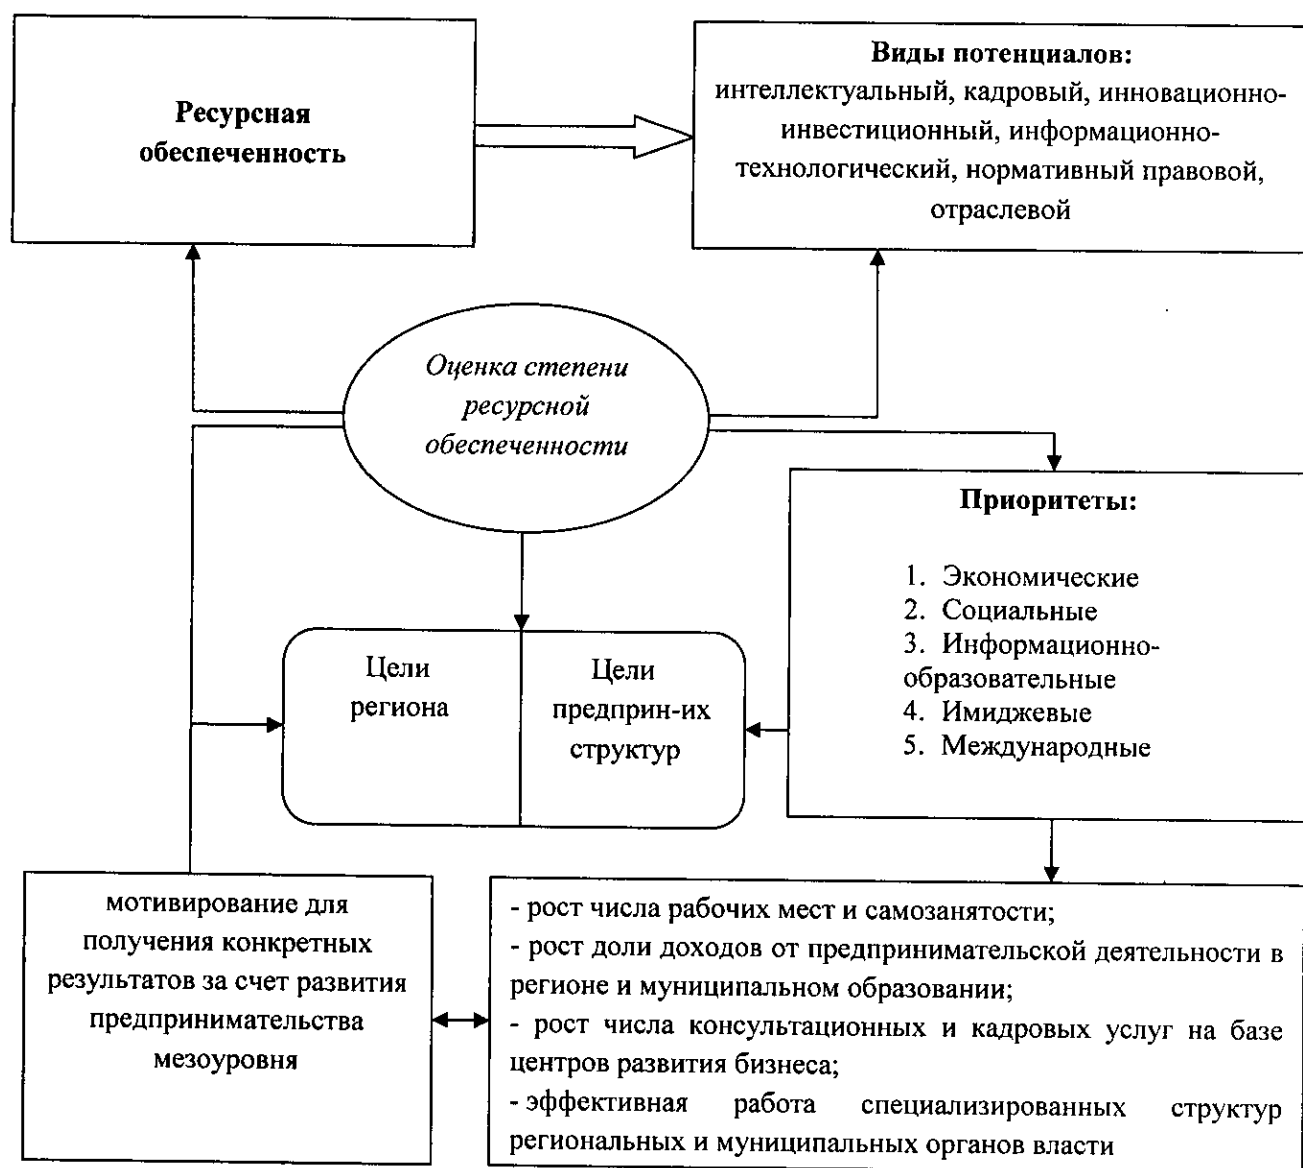 Ресурсная
обеспеченность
Виды потенциалов:
интеллектуальный, кадровый, инновационно-
инвестиционный, информационно-
технологический, нормативный правовой,
отраслевой
Оценка степени
ресурсной
обеспеченности
Приоритеты:
1. Экономические
2. Социальные
3. Информационно-
образовательные
4. Имиджевые
5. Международные
Цели
региона
Цели
предприн-их
структур
мотивирование для
получения конкретных
результатов за счет развития
предпринимательства
мезоуровня
- рост числа рабочих мест и самозанятости;
- рост доли доходов от предпринимательской деятельности в
регионе и муниципальном образовании;
- рост числа консультационных и кадровых услуг на базе
центров развития бизнеса;
- эффективная работа специализированных структур
региональных и муниципальных органов власти